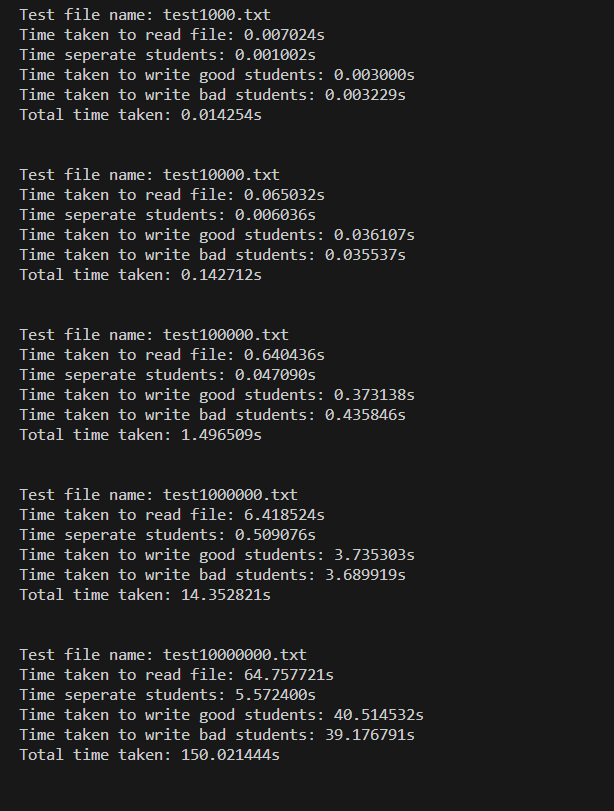 Test file name: test1000.txt
Time taken to read file: 0.007024s
Time seperate students: 0.001002s
Time taken to write good students: 0.003000s
Time taken to write bad students: 0.003229s
Total time taken: 0.014254s
Test file name: test10000.txt
Time taken to read file: 0.065032s
Time seperate students: 0.006036s
Time taken to write good students: 0.036107s
Time taken to write bad students: 0.035537s
Total time taken: 0.142712s
Test file name: test100000.txt
Time taken to read file: 0.640436s
Time seperate students: 0.047090s
Time taken to write good students: 0.373138s
Time taken to write bad students: 0.435846s
Total time taken: 1.496509s
Test file name: test1000000.txt
Time taken to read file: 6.418524s
Time seperate students: 0.509076s
Time taken to write good students: 3.735303s
Time taken to write bad students: 3.689919s
Total time taken: 14.352821s
Test file name: test10000000.txt
Time taken to read file: 64.757721s
Time seperate students: 5.572400s
Time taken to write good students: 40.514532s
Time taken to write bad students: 39.176791s
Total time taken: 150.021444s